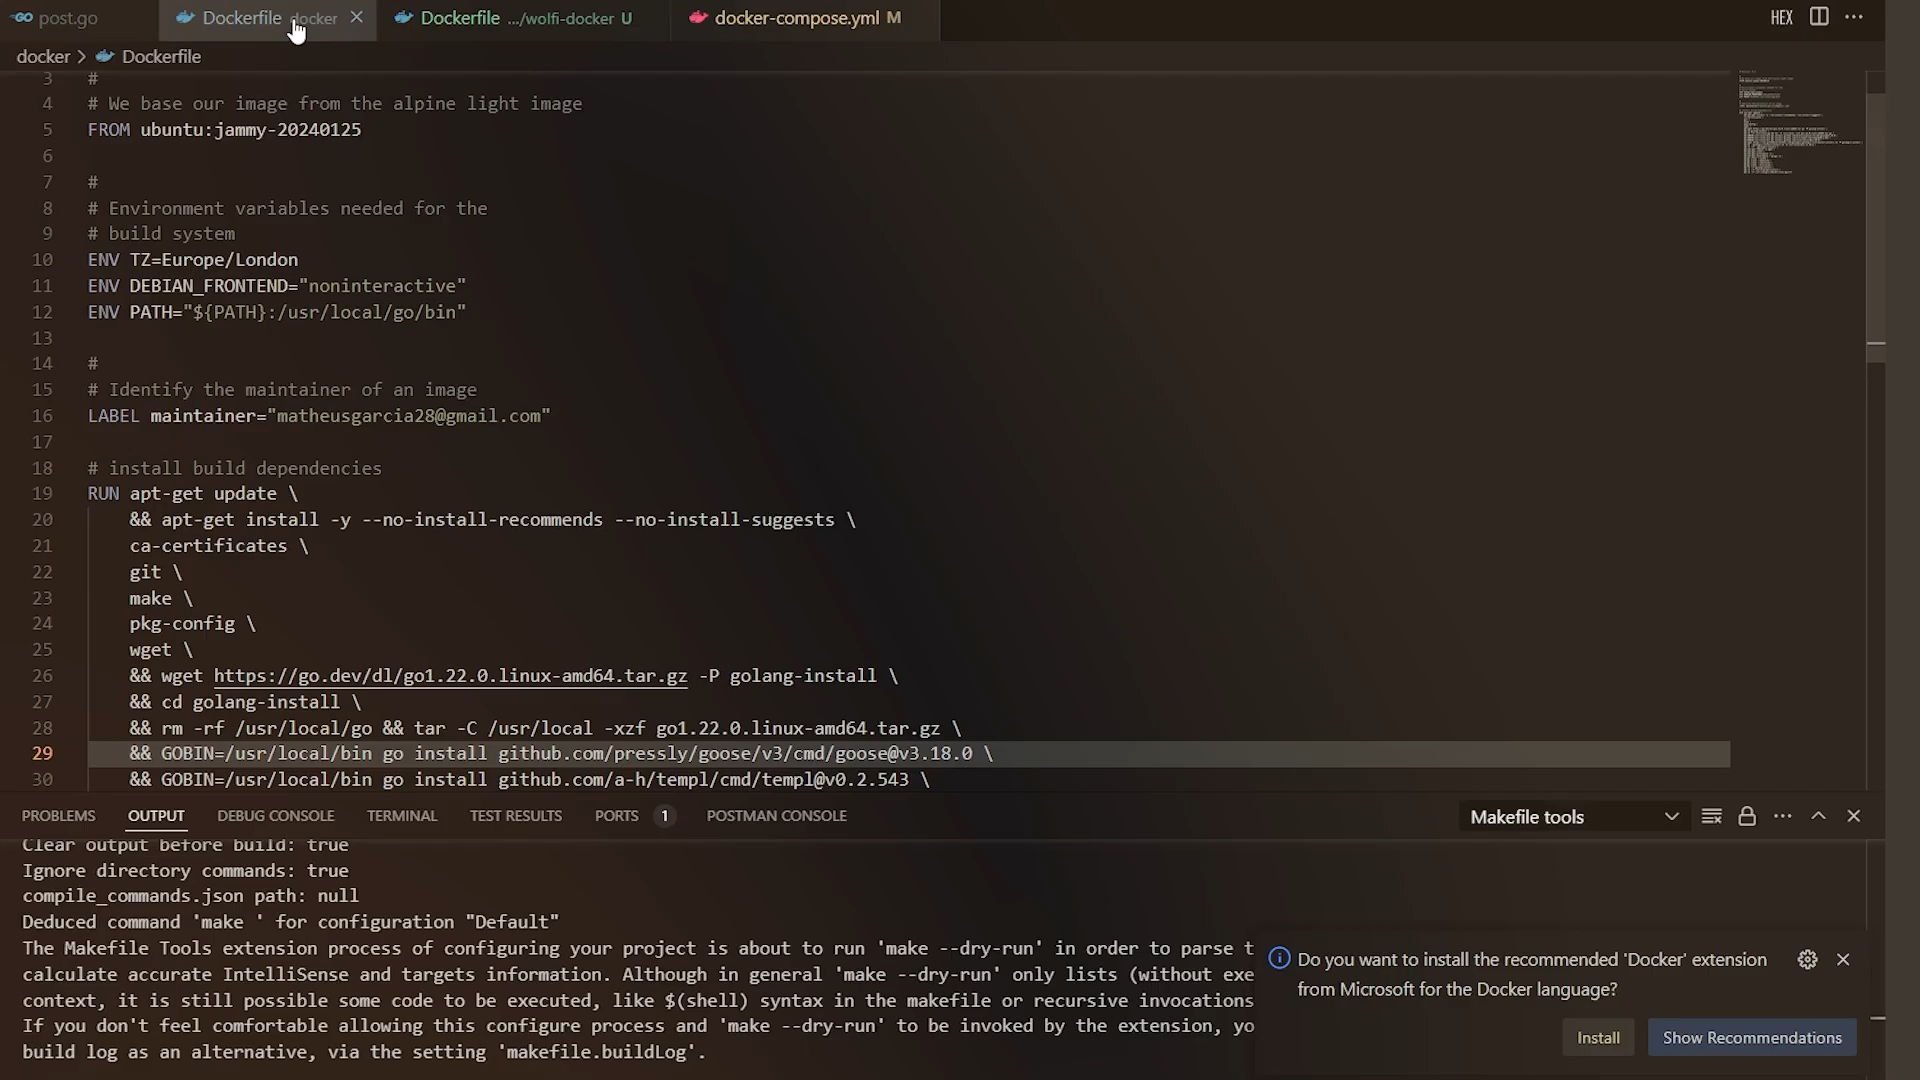 post.go
Dockerfile docker
Dockerfile .../wolfi-docker U
docker-compose.yml M
HEX
docker > Dockerfile
3 #
4 # We base our image from the alpine light image
5 FROM ubuntu:jammy-20240125
6
7 #
8 # Environment variables needed for the
9 # build system
10 ENV TZ=Europe/London
11 ENV DEBIAN_FRONTEND="noninteractive"
12 ENV PATH="${PATH}:/usr/local/go/bin"
13
14 #
15 # Identify the maintainer of an image
16 LABEL maintainer="matheusgarcia28@gmail.com"
17
18 # install build dependencies
19 RUN apt-get update \
20 && apt-get install -y --no-install-recommends --no-install-suggests \
21 ca-certificates \
22 git \
23 make \
24 pkg-config \
25 wget \
26 && wget https://go.dev/dl/go1.22.0.linux-amd64.tar.gz -P golang-install \
27 && cd golang-install \
28 && rm -rf /usr/local/go && tar -C /usr/local -xzf go1.22.0.linux-amd64.tar.gz \
29 && GOBIN=/usr/local/bin go install github.com/pressly/goose/v3/cmd/goose@v3.18.0 \
30 && GOBIN=/usr/local/bin go install github.com/a-h/templ/cmd/templ@v0.2.543 \
PROBLEMS OUTPUT DEBUG CONSOLE TERMINAL TEST RESULTS PORTS 1 POSTMAN CONSOLE
Makefile tools
Clear output before build: true
Ignore directory commands: true
compile_commands.json path: null
Deduced command 'make ' for configuration "Default"
The Makefile Tools extension process of configuring your project is about to run 'make --dry-run' in order to parse t
calculate accurate IntelliSense and targets information. Although in general 'make --dry-run' only lists (without exe
context, it is still possible some code to be executed, like $(shell) syntax in the makefile or recursive invocations
If you don't feel comfortable allowing this configure process and 'make --dry-run' to be invoked by the extension, yo
build log as an alternative, via the setting 'makefile.buildLog'.
Do you want to install the recommended 'Docker' extension
from Microsoft for the Docker language?
Install
Show Recommendations